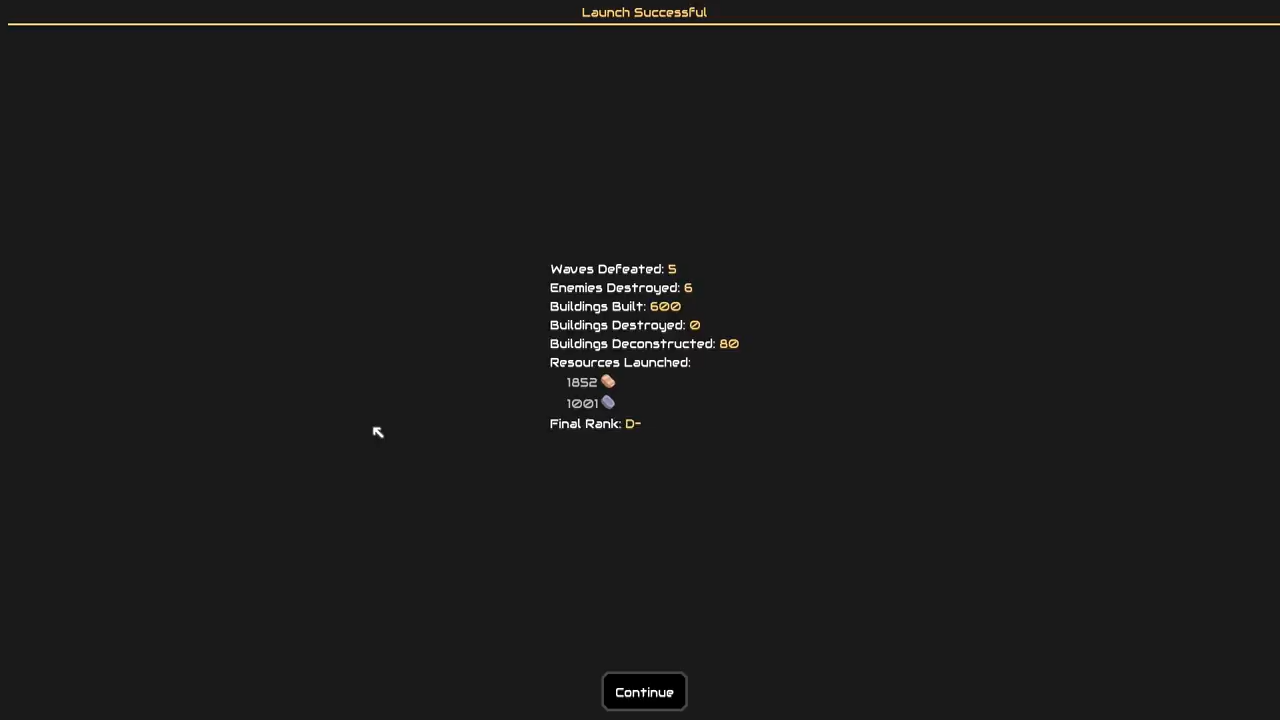 Launch Successful
Waves Defeated: 5
Enemies Destroyed: 6
Buildings Built: 600
Buildings Destroyed: 0
Buildings Deconstructed: 80
Resources Launched:
1852
1001
Final Rank: D-
Continue